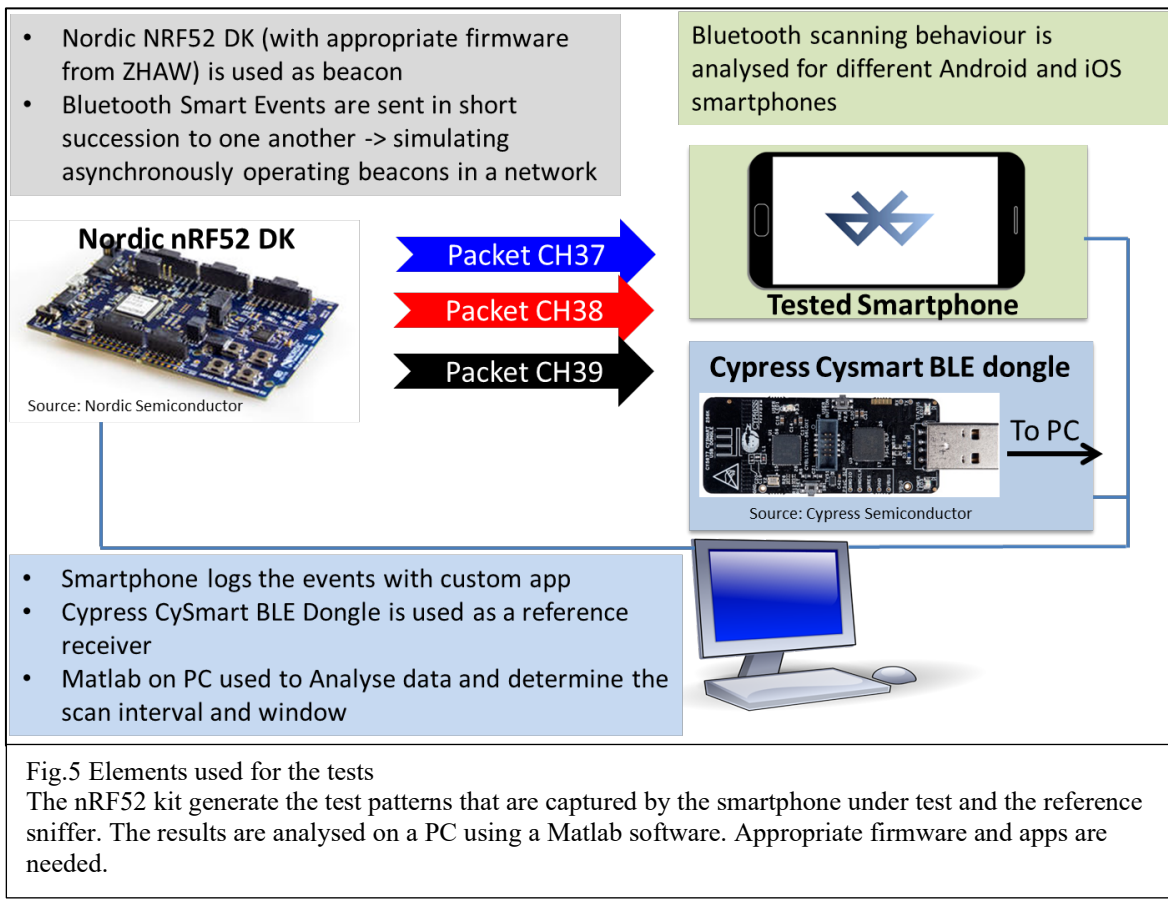 • Nordic NRF52 DK (with appropriate firmware
from ZHAW) is used as beacon
• Bluetooth Smart Events are sent in short
succession to one another -> simulating
asynchronously operating beacons in a network
Bluetooth scanning behaviour is
analysed for different Android and iOS
smartphones
Nordic nRF52 DK
Source: Nordic Semiconductor
Packet CH37
Packet CH38
Packet CH39
Tested Smartphone
Cypress Cysmart BLE dongle
To PC
Source: Cypress Semiconductor
• Smartphone logs the events with custom app
• Cypress CySmart BLE Dongle is used as a reference
receiver
• Matlab on PC used to Analyse data and determine the
scan interval and window
Fig.5 Elements used for the tests
The nRF52 kit generate the test patterns that are captured by the smartphone under test and the reference
sniffer. The results are analysed on a PC using a Matlab software. Appropriate firmware and apps are
needed.